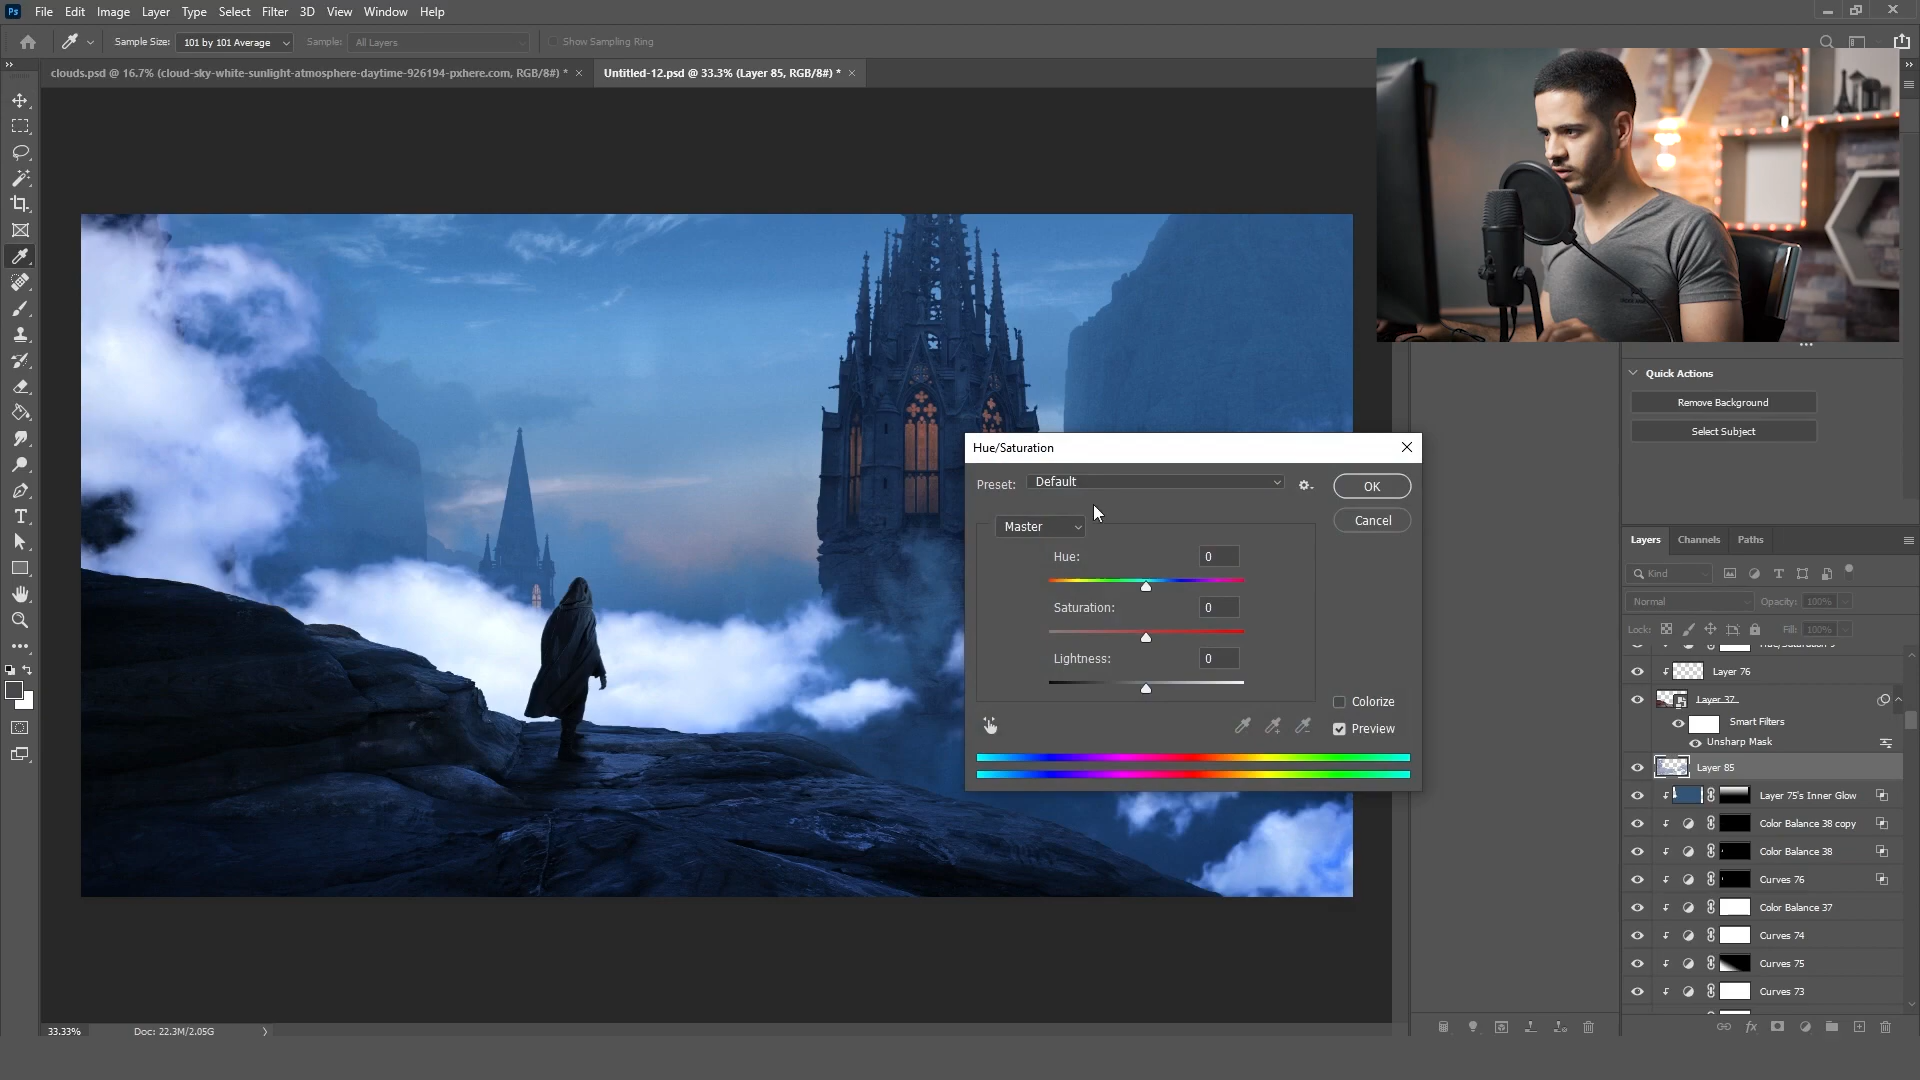 Ps File Edit Image Layer Type Select Filter 3D View Window Help
Sample Size: 101 by 101 Average Sample: All Layers Show Sampling Ring
clouds.psd @ 16.7% (cloud-sky-white-sunlight-atmosphere-daytime-926194-pxhere.com, RGB/8#) * ×
Untitled-12.psd @ 33.3% (Layer 85, RGB/8#) * ×
Quick Actions
Remove Background
Select Subject
Hue/Saturation
Preset: Default
OK
Cancel
Master
Hue: 0
Saturation: 0
Lightness: 0
Colorize
Preview
Layers Channels Paths
Kind
Normal Opacity: 100%
Lock: Fill: 100%
Layer 76
Layer 37
Smart Filters
Unsharp Mask
Layer 85
Layer 75's Inner Glow
Color Balance 38 copy
Color Balance 38
Curves 76
Color Balance 37
Curves 74
Curves 75
Curves 73
33.33% Doc: 22.3M/2.05G